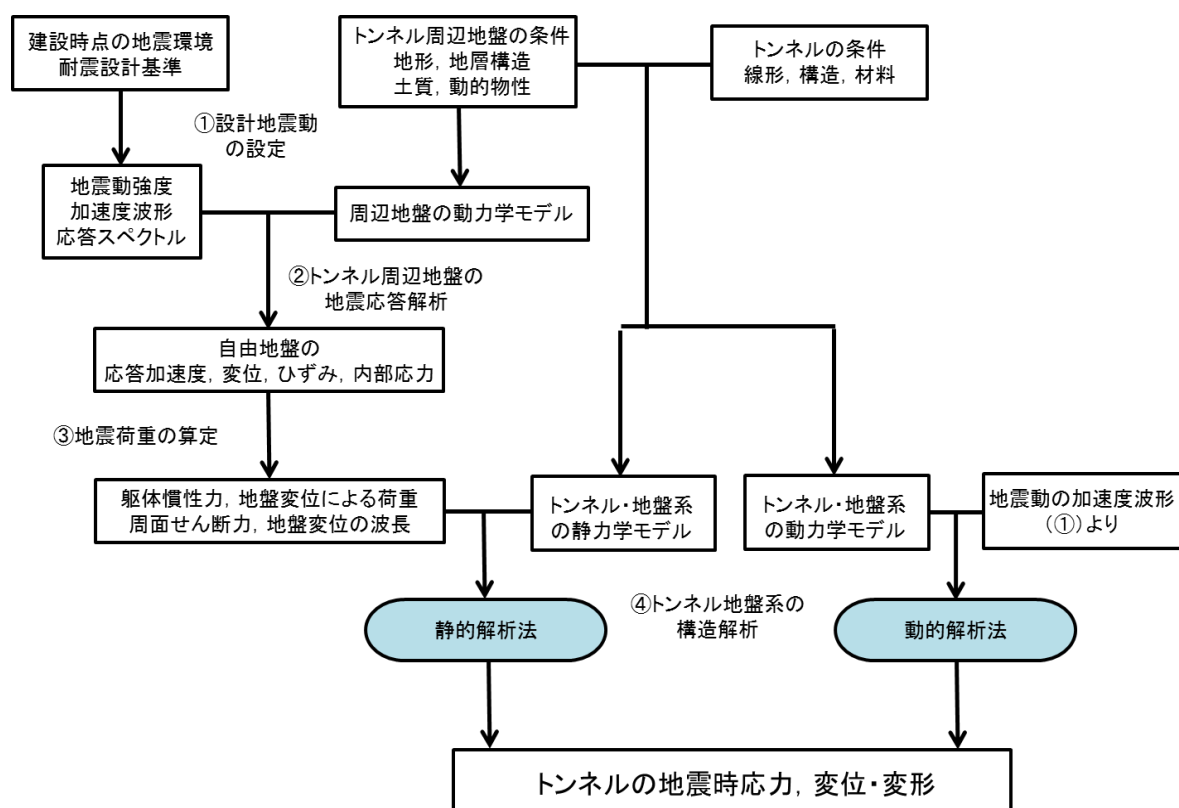 建設時点の地震環境
耐震設計基準
トンネル周辺地盤の条件
地形, 地層構造
土質, 動的物性
トンネルの条件
線形, 構造, 材料
①設計地震動
の設定
地震動強度
加速度波形
応答スペクトル
周辺地盤の動力学モデル
②トンネル周辺地盤の
地震応答解析
自由地盤の
応答加速度, 変位, ひずみ, 内部応力
③地震荷重の算定
躯体慣性力, 地盤変位による荷重
周面せん断力, 地盤変位の波長
トンネル・地盤系
の静力学モデル
トンネル・地盤系
の動力学モデル
地震動の加速度波形
(①)より
④トンネル地盤系の
構造解析
静的解析法
動的解析法
トンネルの地震時応力, 変位・変形